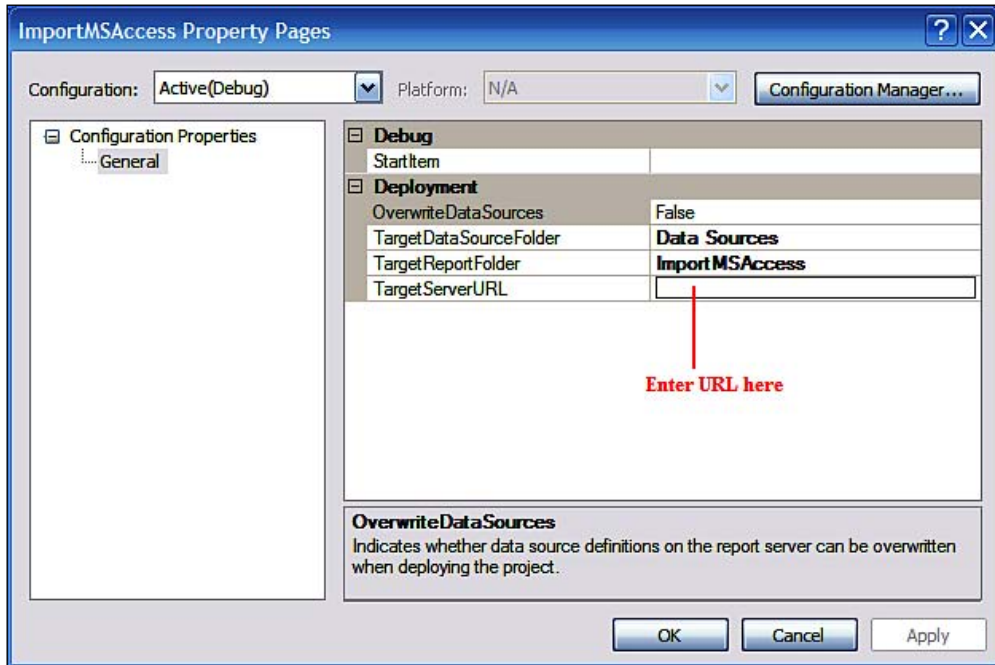 ImportMSAccess Property Pages
Configuration: Active(Debug) Platform: N/A Configuration Manager...
Configuration Properties
General
Debug
StartItem
Deployment
OverwriteDataSources False
TargetDataSourceFolder Data Sources
TargetReportFolder ImportMSAccess
TargetServerURL
Enter URL here
OverwriteDataSources
Indicates whether data source definitions on the report server can be overwritten
when deploying the project.
OK Cancel Apply